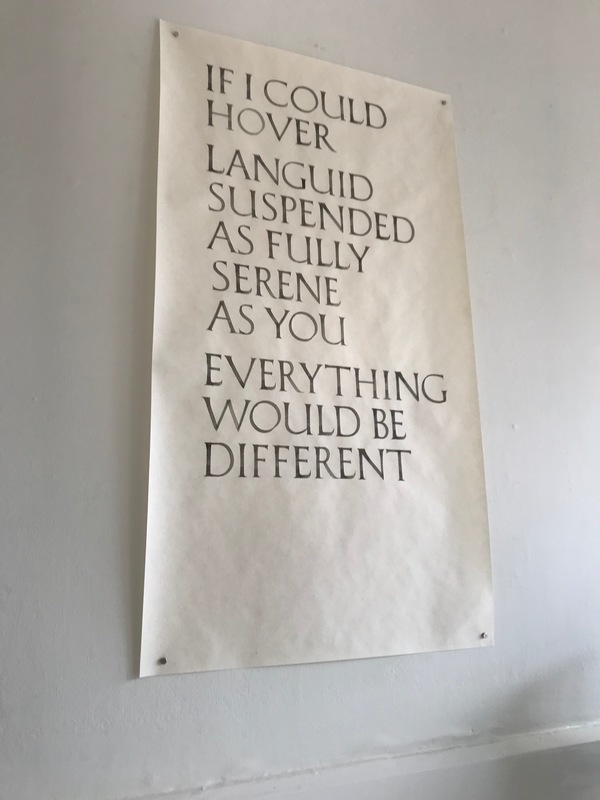 IF I COULD
HOVER
LANGUID
SUSPENDED
AS FULLY
SERENE
AS YOU
EVERYTHING
WOULD BE
DIFFERENT